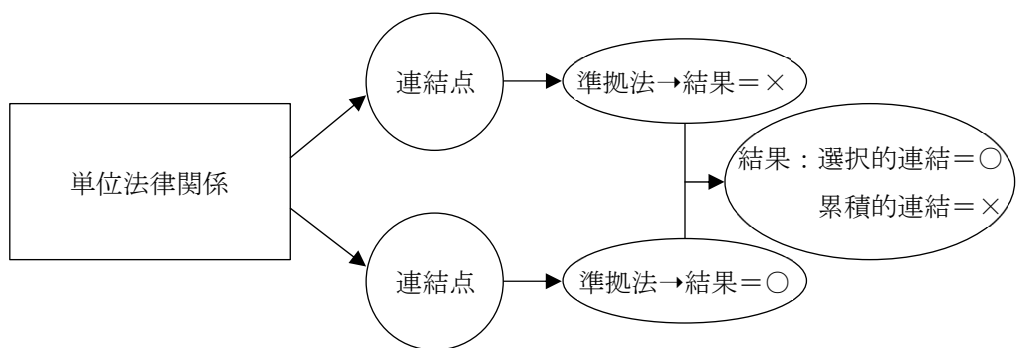 単位法律関係
連結点
準拠法→結果＝×
連結点
準拠法→結果＝○
結果：選択的連結＝○
累積的連結＝×